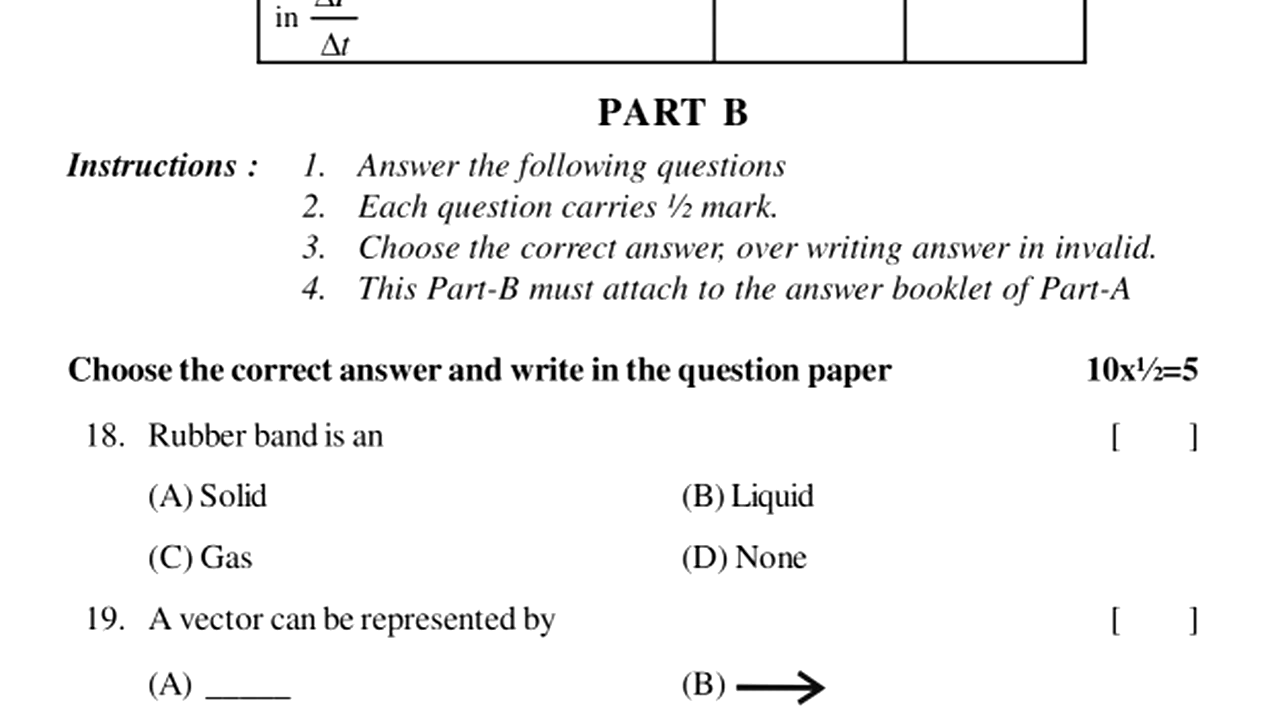 in Δt
PART B
Instructions : 1. Answer the following questions
2. Each question carries ½ mark.
3. Choose the correct answer, over writing answer in invalid.
4. This Part-B must attach to the answer booklet of Part-A
Choose the correct answer and write in the question paper 10x½=5
18. Rubber band is an [ ]
(A) Solid (B) Liquid
(C) Gas (D) None
19. A vector can be represented by [ ]
(A) _____ (B) →